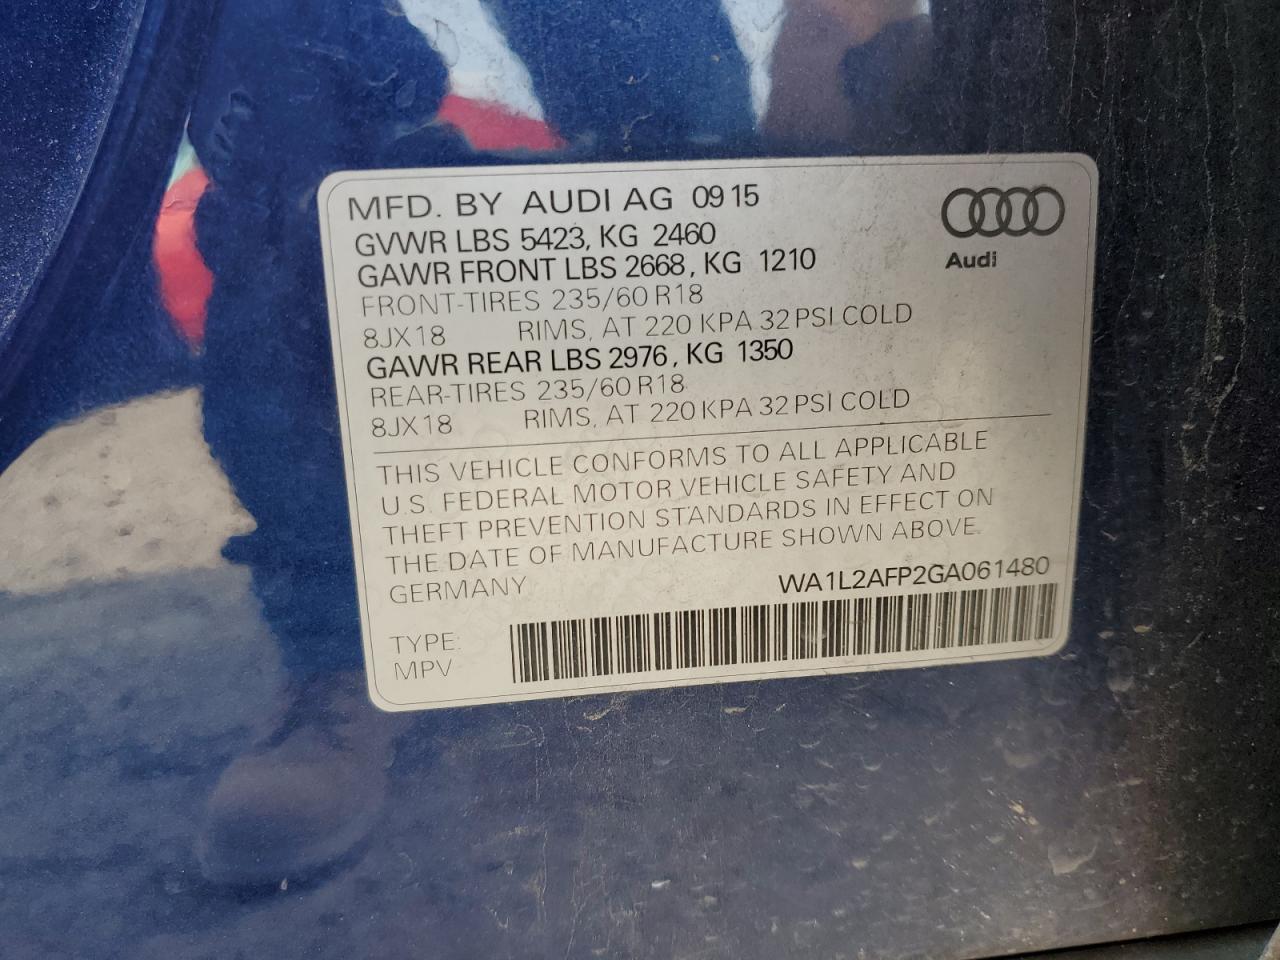 MFD. BY AUDI AG 09 15
GVWR LBS 5423, KG 2460
GAWR FRONT LBS 2668, KG 1210
FRONT-TIRES 235/60 R18
8JX18 RIMS, AT 220 KPA 32 PSI COLD
GAWR REAR LBS 2976, KG 1350
REAR-TIRES 235/60 R18
8JX18 RIMS, AT 220 KPA 32 PSI COLD
Audi
THIS VEHICLE CONFORMS TO ALL APPLICABLE
U.S. FEDERAL MOTOR VEHICLE SAFETY AND
THEFT PREVENTION STANDARDS IN EFFECT ON
THE DATE OF MANUFACTURE SHOWN ABOVE.
GERMANY WA1L2AFP2GA061480
TYPE:
MPV